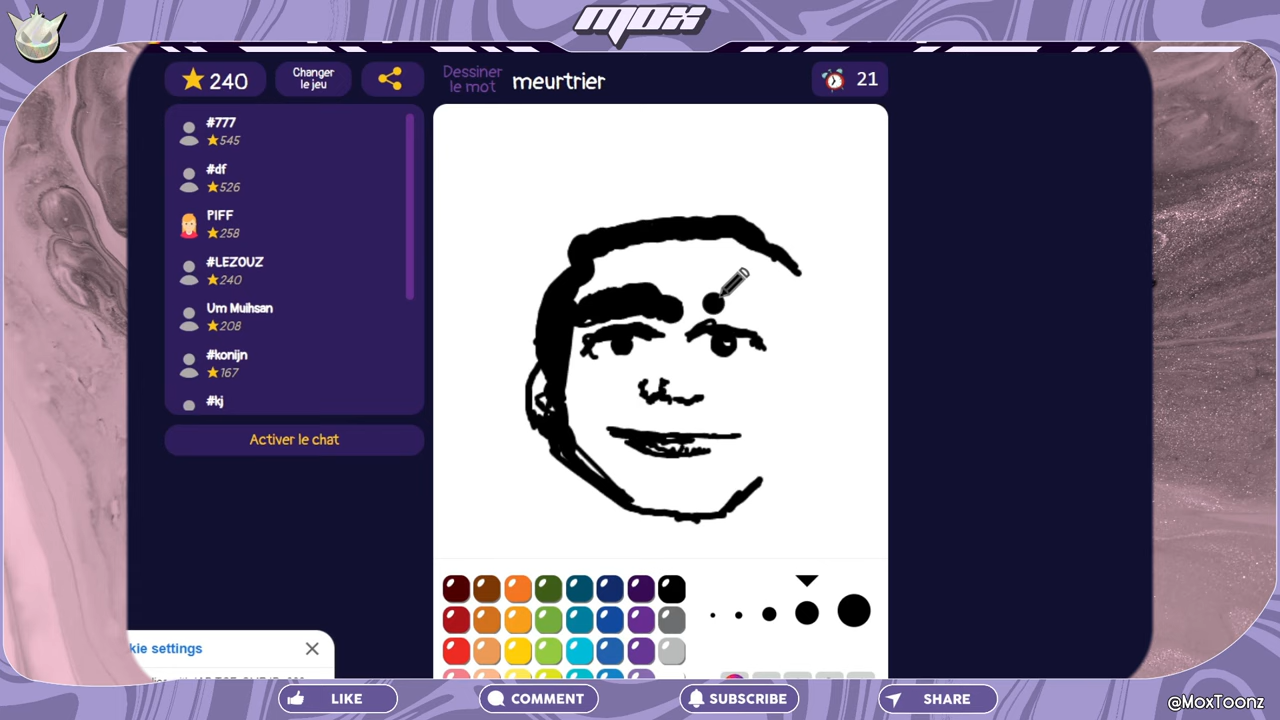 MOX
240
Changer
le jeu
Dessiner
le mot
meurtrier
21
#777
545
#df
526
PIFF
258
#LEZOUZ
240
Um Muihsan
208
#konijn
167
#kj
Activer le chat
kie settings
LIKE
COMMENT
SUBSCRIBE
SHARE
@MoxToonz